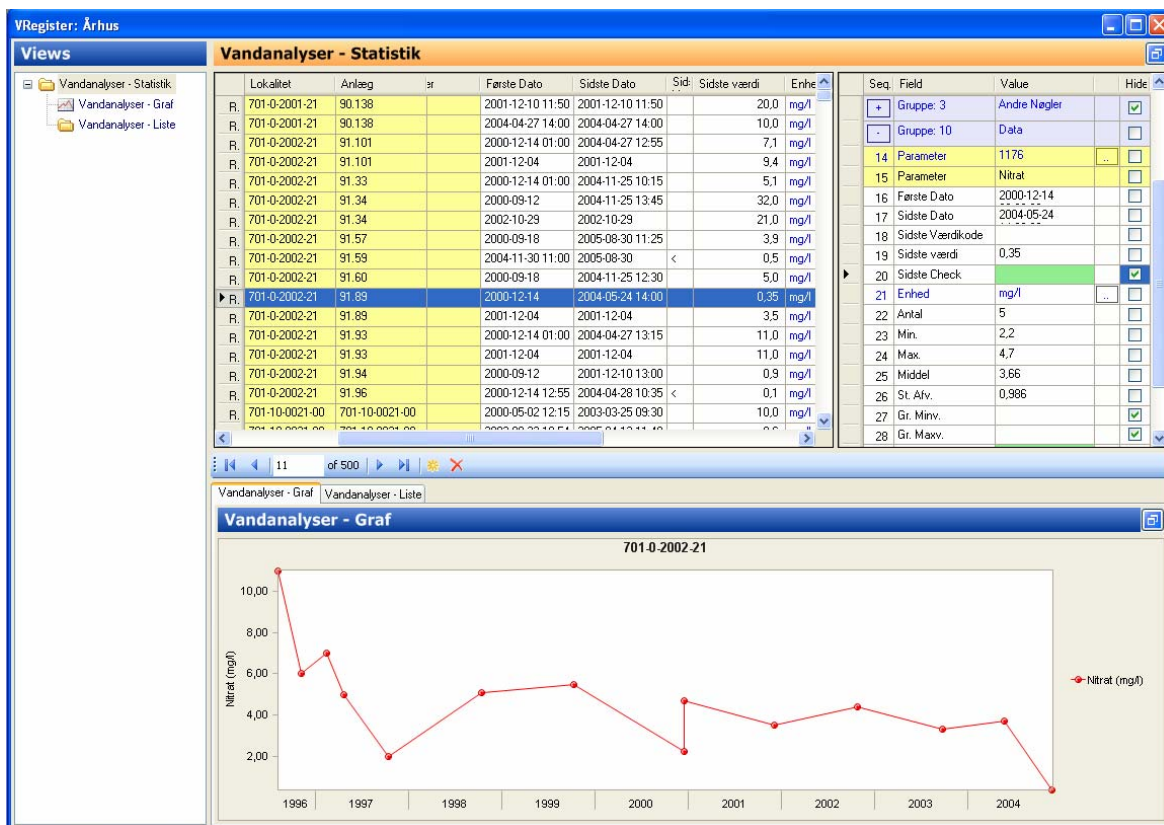 VRegister: Århus
Views
Vandanalyser - Statistik
Vandanalyser - Graf
Vandanalyser - Liste
Vandanalyser - Statistik
Lokalitet Anlæg er Første Dato Sidste Dato Sid: Sidste værdi Enhe
R. 701-0-2001-21 90.138 2001-12-10 11:50 2001-12-10 11:50 20,0 mg/l
R. 701-0-2001-21 90.138 2004-04-27 14:00 2004-04-27 14:00 10,0 mg/l
R. 701-0-2002-21 91.101 2000-12-14 01:00 2004-04-27 12:55 7,1 mg/l
R. 701-0-2002-21 91.101 2001-12-04 2001-12-04 9,4 mg/l
R. 701-0-2002-21 91.33 2000-12-14 01:00 2004-11-25 10:15 5,1 mg/l
R. 701-0-2002-21 91.34 2000-09-12 2004-11-25 13:45 32,0 mg/l
R. 701-0-2002-21 91.34 2002-10-29 2002-10-29 21,0 mg/l
R. 701-0-2002-21 91.57 2000-09-18 2005-08-30 11:25 3,9 mg/l
R. 701-0-2002-21 91.59 2004-11-30 11:00 2005-08-30 < 0,5 mg/l
R. 701-0-2002-21 91.60 2000-09-18 2004-11-25 12:30 5,0 mg/l
R. 701-0-2002-21 91.89 2000-12-14 2004-05-24 14:00 0,35 mg/l
R. 701-0-2002-21 91.89 2001-12-04 2001-12-04 3,5 mg/l
R. 701-0-2002-21 91.93 2000-12-14 01:00 2004-04-27 13:15 11,0 mg/l
R. 701-0-2002-21 91.93 2001-12-04 2001-12-04 11,0 mg/l
R. 701-0-2002-21 91.94 2000-09-12 2001-12-10 13:00 0,9 mg/l
R. 701-0-2002-21 91.96 2000-12-14 12:55 2004-04-28 10:35 < 0,1 mg/l
R. 701-10-0021-00 701-10-0021-00 2000-05-02 12:15 2003-03-25 09:30 10,0 mg/l
Seq. Field Value Hide
+ Gruppe: 3 Andre Nøgler
- Gruppe: 10 Data
14 Parameter 1176 ..
15 Parameter Nitrat
16 Første Dato 2000-12-14
17 Sidste Dato 2004-05-24
18 Sidste Værdikode
19 Sidste værdi 0,35
20 Sidste Check
21 Enhed mg/l ..
22 Antal 5
23 Min. 2,2
24 Max. 4,7
25 Middel 3,66
26 St. Afv. 0,986
27 Gr. Minv.
28 Gr. Maxv.
11 of 500
Vandanalyser - Graf Vandanalyser - Liste
Vandanalyser - Graf
701-0-2002-21
Nitrat (mg/l)
10,00
8,00
6,00
4,00
2,00
Nitrat (mg/l)
1996 1997 1998 1999 2000 2001 2002 2003 2004